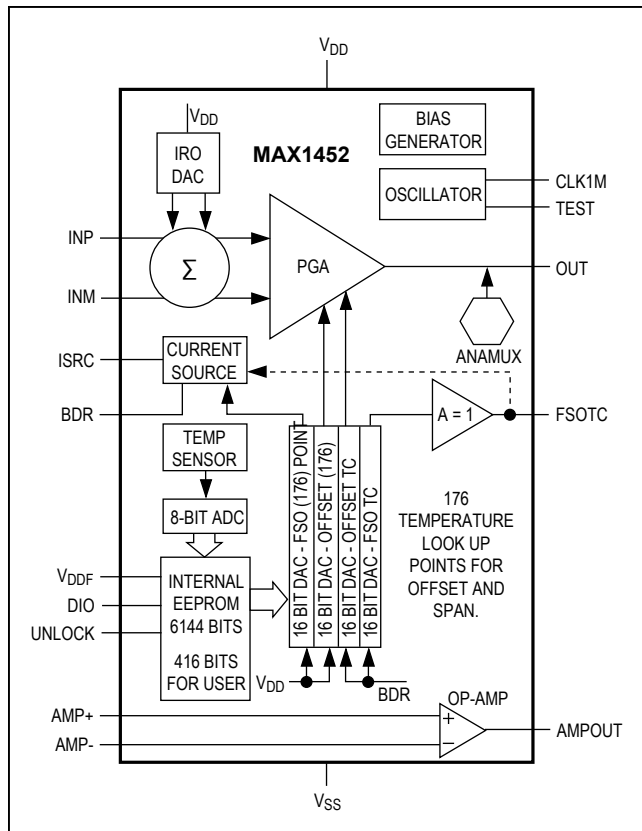 VDD
VDD
MAX1452
BIAS
GENERATOR
IRO
DAC
OSCILLATOR
CLK1M
TEST
INP
INM
Σ
PGA
OUT
ANAMUX
ISRC
BDR
CURRENT
SOURCE
A = 1
FSOTC
TEMP
SENSOR
8-BIT ADC
VDDF
DIO
UNLOCK
INTERNAL
EEPROM
6144 BITS
416 BITS
FOR USER
16 BIT DAC - FSO (176) POINT
16 BIT DAC - OFFSET (176)
16 BIT DAC - OFFSET TC
16 BIT DAC - FSO TC
176
TEMPERATURE
LOOK UP
POINTS FOR
OFFSET AND
SPAN.
VDD
BDR
OP-AMP
AMP+
AMP-
+
−
AMPOUT
VSS